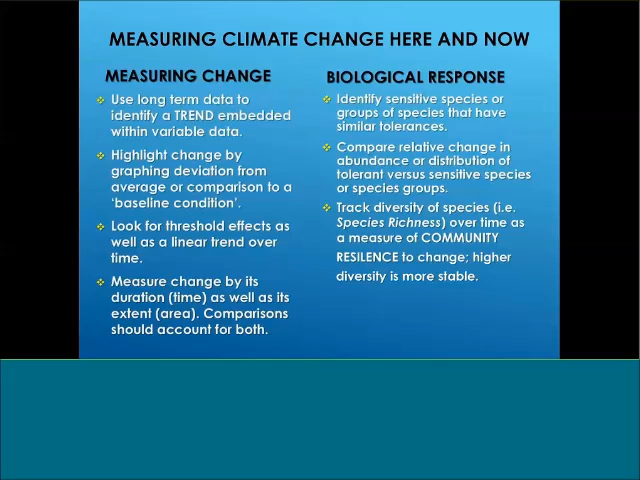 MEASURING CLIMATE CHANGE HERE AND NOW
MEASURING CHANGE
❖ Use long term data to
identify a TREND embedded
within variable data.
❖ Highlight change by
graphing deviation from
average or comparison to a
‘baseline condition’.
❖ Look for threshold effects as
well as a linear trend over
time.
❖ Measure change by its
duration (time) as well as its
extent (area). Comparisons
should account for both.
BIOLOGICAL RESPONSE
❖ Identify sensitive species or
groups of species that have
similar tolerances.
❖ Compare relative change in
abundance or distribution of
tolerant versus sensitive species
or species groups.
❖ Track diversity of species (i.e.
Species Richness) over time as
a measure of COMMUNITY
RESILENCE to change; higher
diversity is more stable.